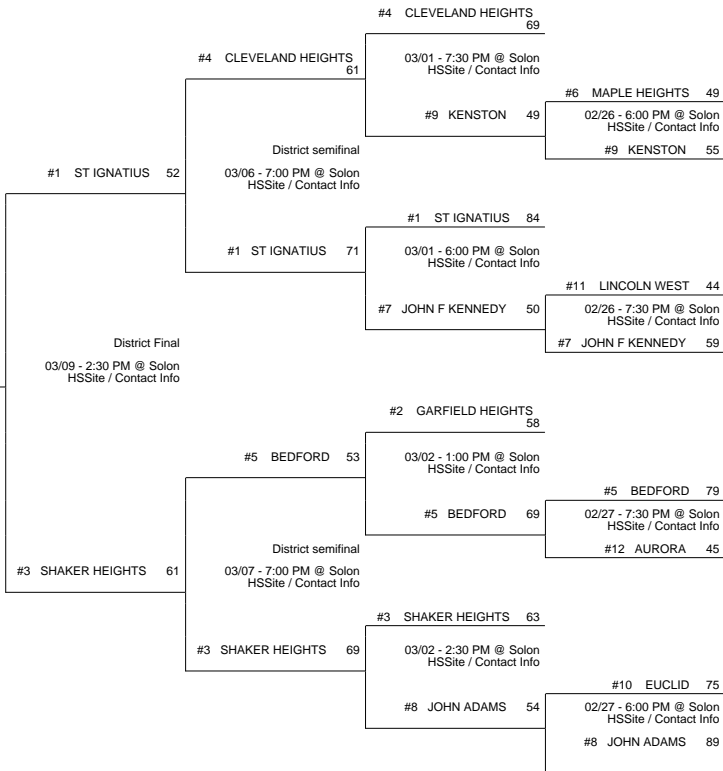 #4 CLEVELAND HEIGHTS
69
#4 CLEVELAND HEIGHTS
61
03/01 - 7:30 PM @ Solon
HSSite / Contact Info
#6 MAPLE HEIGHTS 49
#9 KENSTON 49
02/26 - 6:00 PM @ Solon
HSSite / Contact Info
#9 KENSTON 55
District semifinal
03/06 - 7:00 PM @ Solon
HSSite / Contact Info
#1 ST IGNATIUS 52
#1 ST IGNATIUS 84
#1 ST IGNATIUS 71
03/01 - 6:00 PM @ Solon
HSSite / Contact Info
#11 LINCOLN WEST 44
#7 JOHN F KENNEDY 50
02/26 - 7:30 PM @ Solon
HSSite / Contact Info
#7 JOHN F KENNEDY 59
District Final
03/09 - 2:30 PM @ Solon
HSSite / Contact Info
#2 GARFIELD HEIGHTS
58
#5 BEDFORD 53
03/02 - 1:00 PM @ Solon
HSSite / Contact Info
#5 BEDFORD 79
#5 BEDFORD 69
02/27 - 7:30 PM @ Solon
HSSite / Contact Info
#12 AURORA 45
District semifinal
03/07 - 7:00 PM @ Solon
HSSite / Contact Info
#3 SHAKER HEIGHTS 61
#3 SHAKER HEIGHTS 63
#3 SHAKER HEIGHTS 69
03/02 - 2:30 PM @ Solon
HSSite / Contact Info
#10 EUCLID 75
#8 JOHN ADAMS 54
02/27 - 6:00 PM @ Solon
HSSite / Contact Info
#8 JOHN ADAMS 89